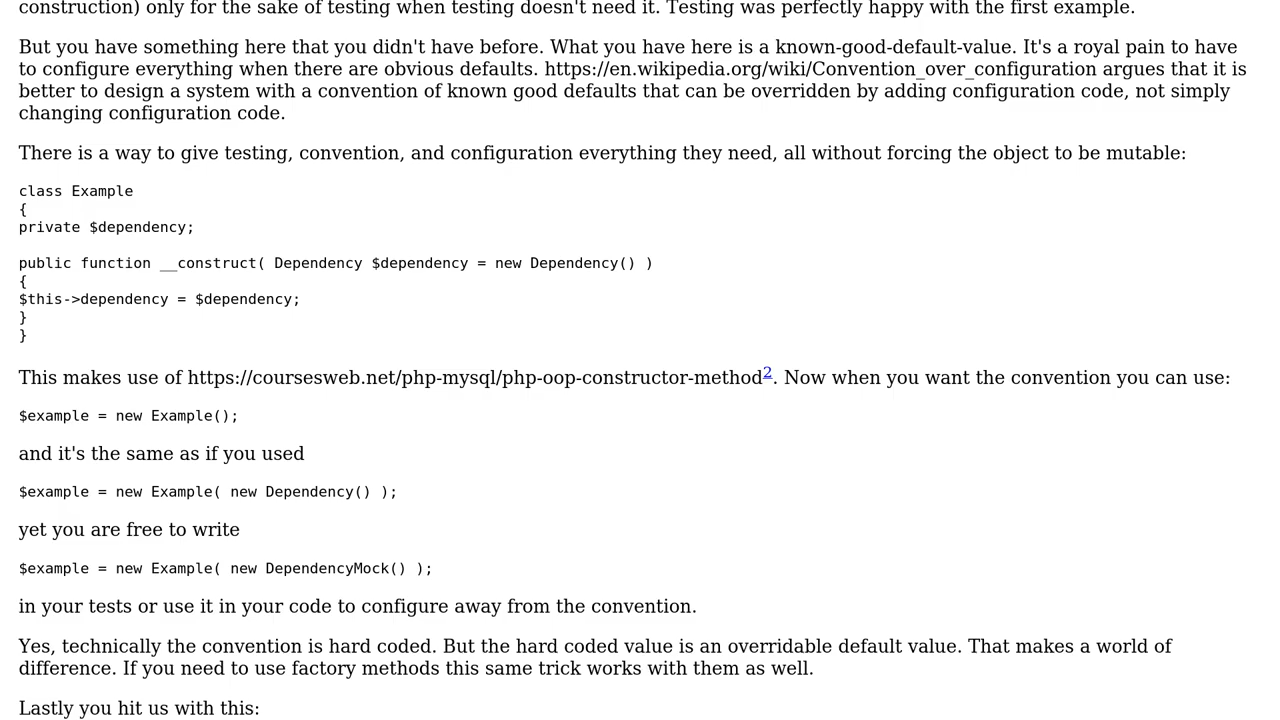 construction) only for the sake of testing when testing doesn't need it. Testing was perfectly happy with the first example.
But you have something here that you didn't have before. What you have here is a known-good-default-value. It's a royal pain to have
to configure everything when there are obvious defaults. https://en.wikipedia.org/wiki/Convention_over_configuration argues that it is
better to design a system with a convention of known good defaults that can be overridden by adding configuration code, not simply
changing configuration code.
There is a way to give testing, convention, and configuration everything they need, all without forcing the object to be mutable:
class Example
{
private $dependency;
public function __construct( Dependency $dependency = new Dependency() )
{
$this->dependency = $dependency;
}
}
This makes use of https://coursesweb.net/php-mysql/php-oop-constructor-method2. Now when you want the convention you can use:
$example = new Example();
and it's the same as if you used
$example = new Example( new Dependency() );
yet you are free to write
$example = new Example( new DependencyMock() );
in your tests or use it in your code to configure away from the convention.
Yes, technically the convention is hard coded. But the hard coded value is an overridable default value. That makes a world of
difference. If you need to use factory methods this same trick works with them as well.
Lastly you hit us with this: